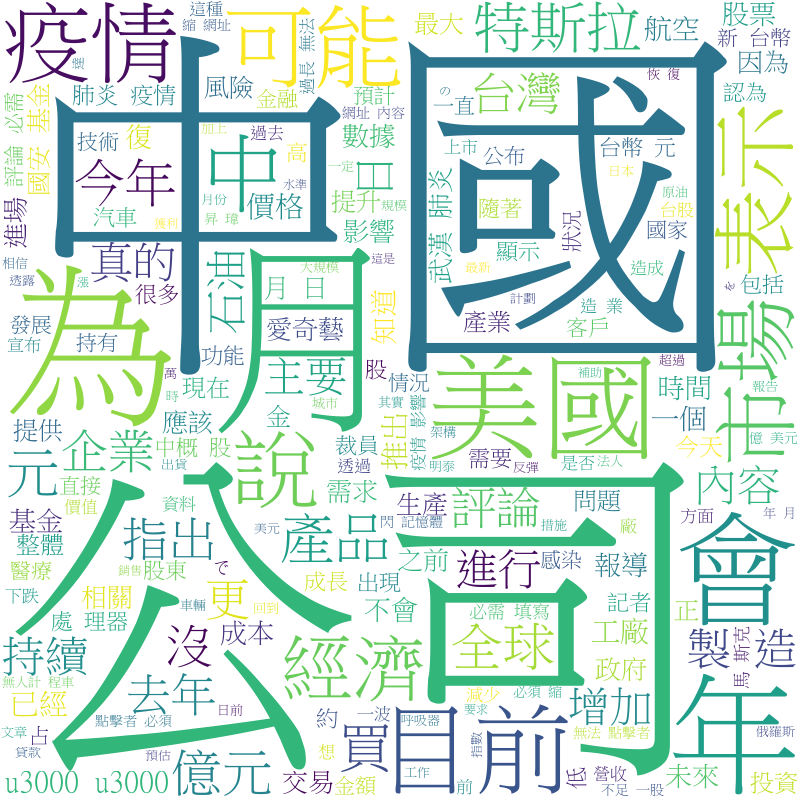 疫情
可能
這種
縮 網址
特斯拉
最大
航空
股票
新 台幣
因為
中國
肺炎 疫情
風險
金融
過長 無法
預計
台灣
の
一直
恢 復
認為
評論 必需
國安 基金
技術
復
過去
網址 內容
數據
上市
公布
台幣 元
表示
今年
中
加上
一定
高
日
武漢 肺炎
隨著
日本
原油
台股
汽車
月份
水準
價格
提升
規模
狀況
國家
進場
獲利
昇 瑋
影響
顯示
最新
計劃
造 業
造成
を
包括
相信
透露
漲
真的
很多
大規模
這是
月 日
石油
知道
產業
客戶
市場
為
月
發展
宣布
持有
功能
愛奇藝
主要
美國
補助
超過
報告
萬
時
現在
股
情況
時間
提供
應該
城市
金
其實
架構
一個
億 美元
企業
中概 股
說
裁員
推出
疫情 影響
明泰
需要
反彈
是否
法人
今天
元
直接
價值
出貨
透過
需求
評論
內容
基金
整體
指出
資料
美元
產品
閃 記憶體
生產
措施
問題
方面
年 月
公司
醫療
銷售
股東
で
之前
進行
感染
廠
報導
會
下跌
相關
車輛
回到
成長
出現
處 理器
更
不會
必需 填寫
記者
正
持續
沒
成本
經濟
全球
工廠
製 造
馬 斯克
無人計 程車
已經
去年
減少
必須 縮
政府
點擊者 必須
日前
約
一波
呼吸器
要求
增加
無法 點擊者
俄羅斯
文章
占
億元
買
目前
年
貸款
預估
想
指數
低
營收
未來
u3000 u3000
交易
金額
工作
前
不足 一股
投資